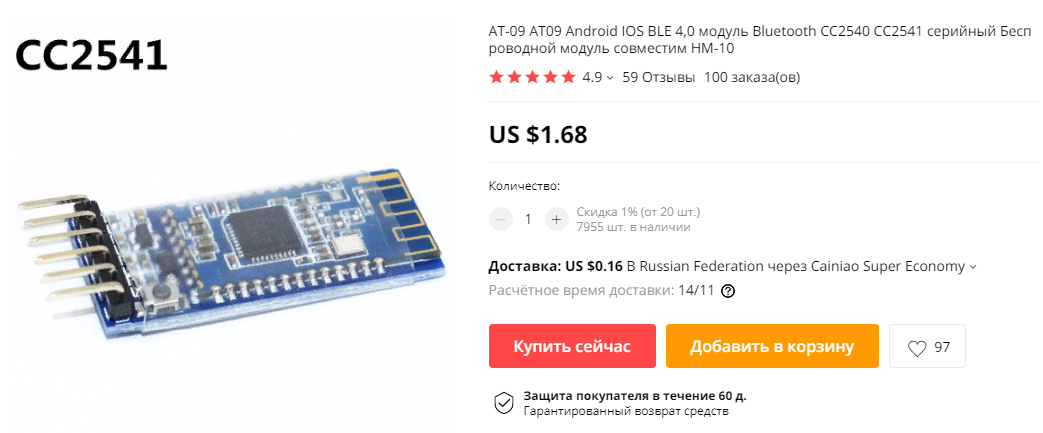 CC2541
AT-09 AT09 Android IOS BLE 4,0 модуль Bluetooth CC2540 CC2541 серийный Бесп
роводной модуль совместим HM-10
4.9 59 Отзывы 100 заказа(ов)
US $1.68
Количество:
1
Скидка 1% (от 20 шт.)
7955 шт. в наличии
Доставка: US $0.16 В Russian Federation через Cainiao Super Economy
Расчётное время доставки: 14/11
Купить сейчас
Добавить в корзину
97
Защита покупателя в течение 60 д.
Гарантированный возврат средств